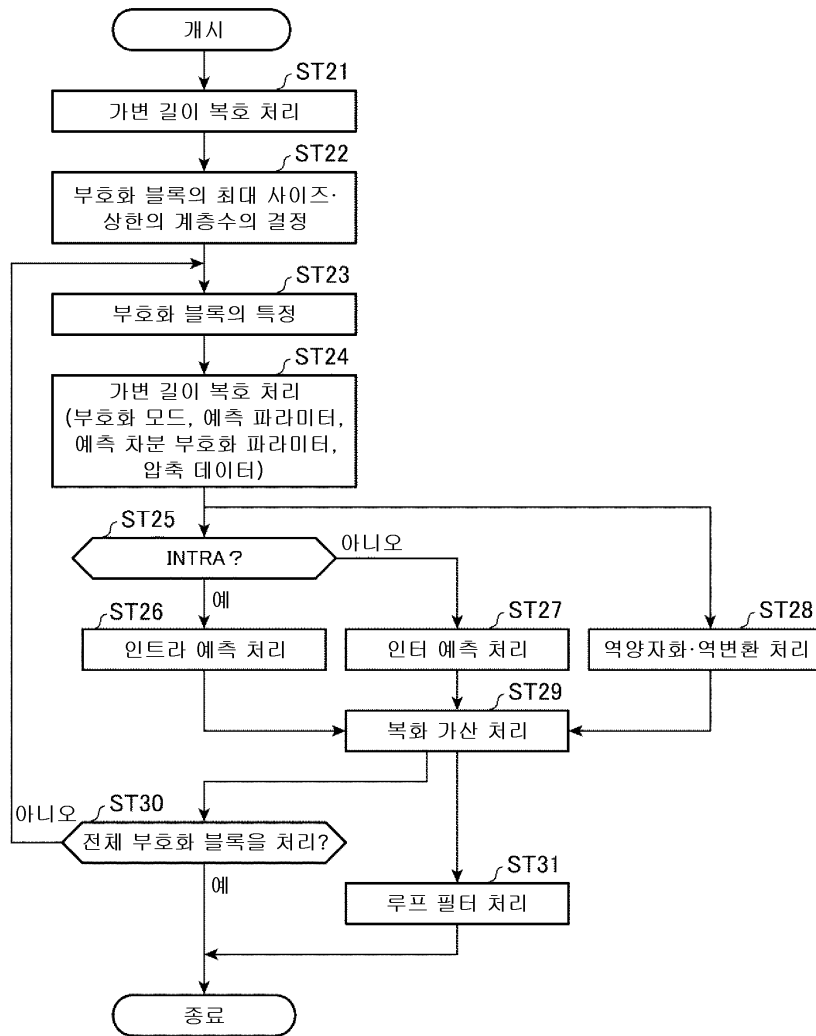 개시
ST21
가변 길이 복호 처리
ST22
부호화 블록의 최대 사이즈·
상한의 계층수의 결정
ST23
부호화 블록의 특정
ST24
가변 길이 복호 처리
(부호화 모드, 예측 파라미터,
예측 차분 부호화 파라미터,
압축 데이터)
ST25
INTRA?
아니오
예
ST26
인트라 예측 처리
ST27
인터 예측 처리
ST28
역양자화·역변환 처리
ST29
복화 가산 처리
ST30
아니오
전체 부호화 블록을 처리?
예
ST31
루프 필터 처리
종료